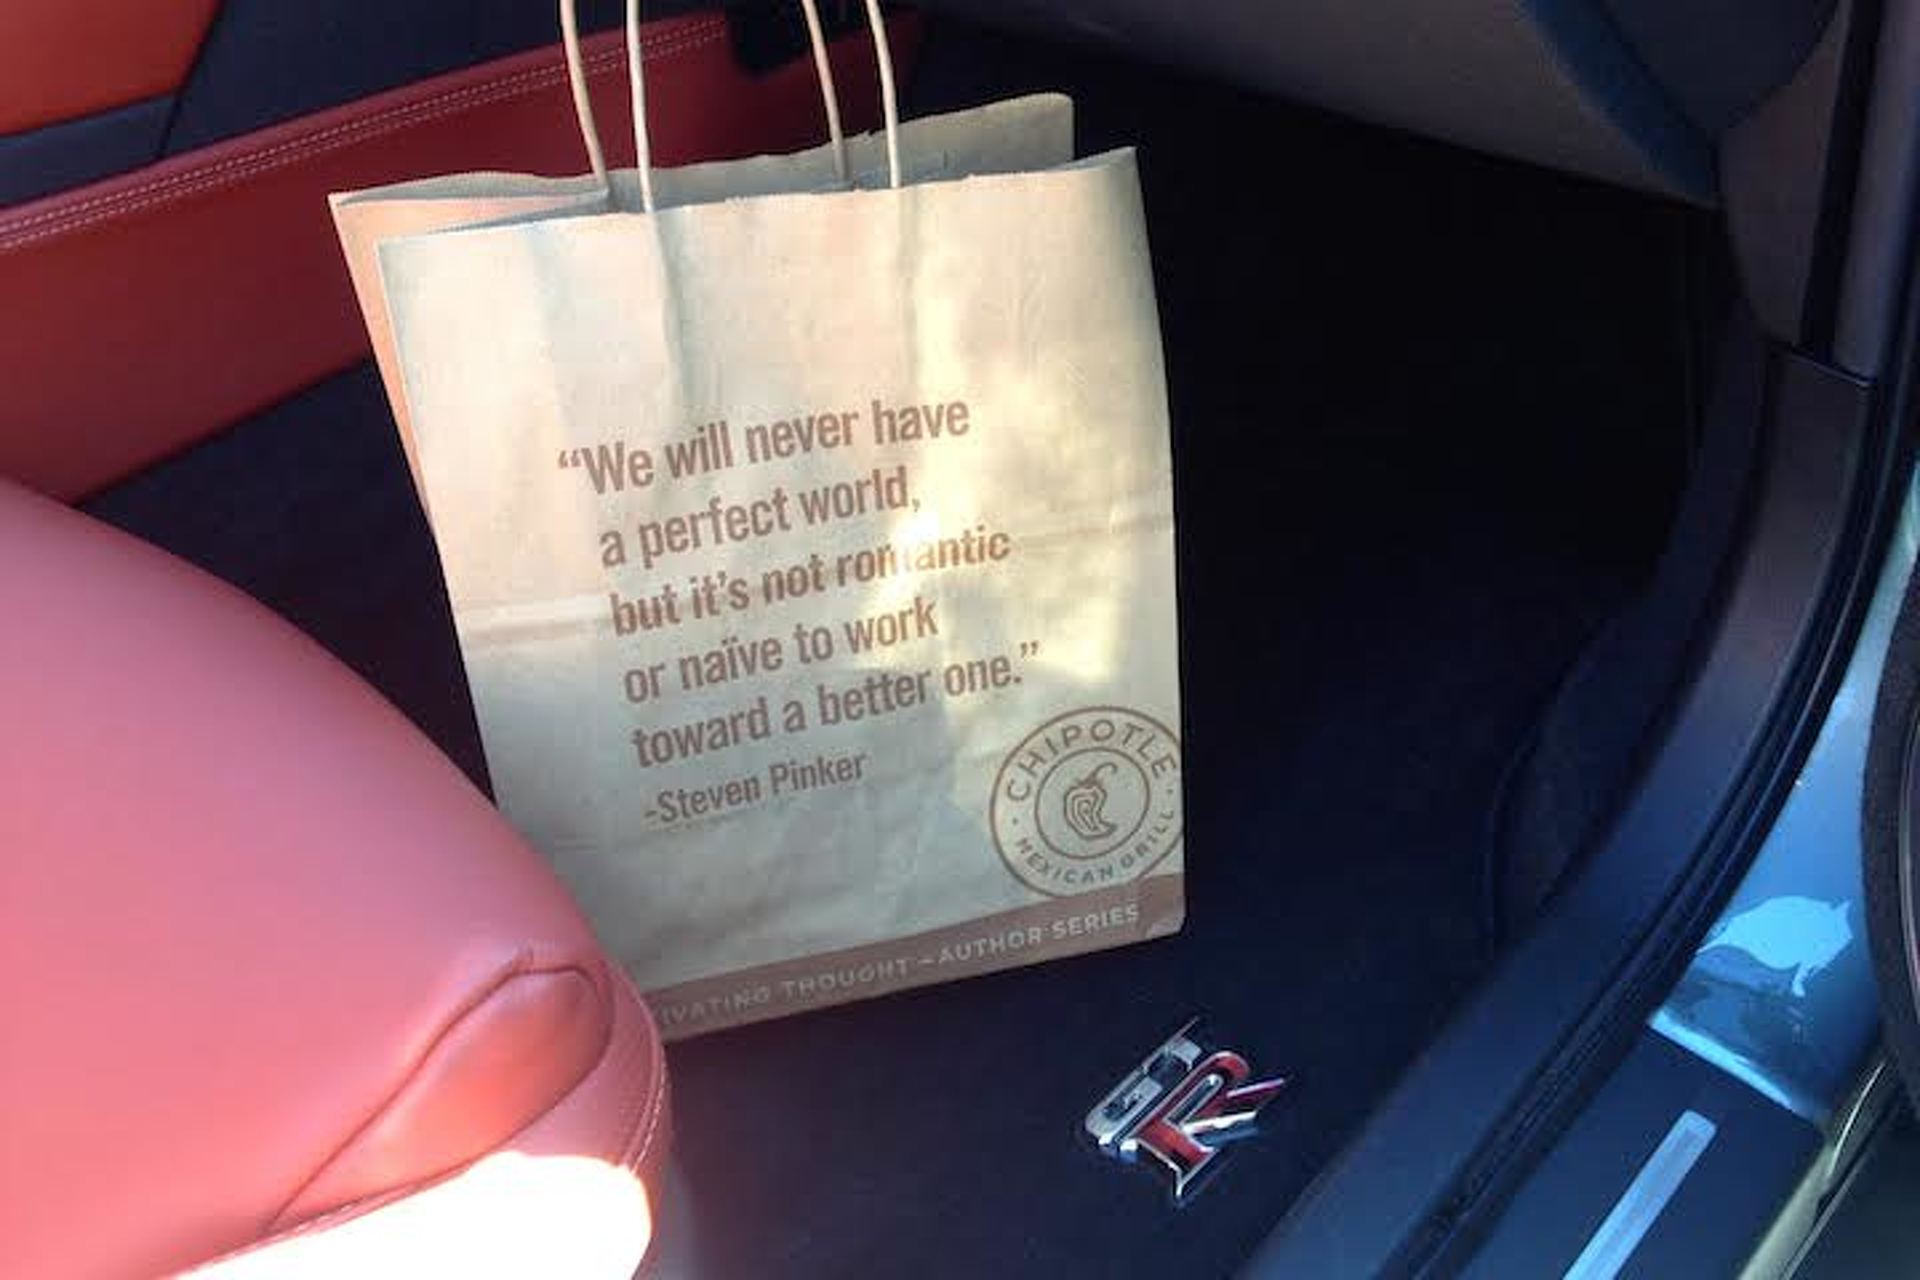 “We will never have
a perfect world,
but it's not romantic
or naïve to work
toward a better one.”
-Steven Pinker
CHIPOTLE
MEXICAN GRILL
THOUGHT – AUTHOR SERIES
R